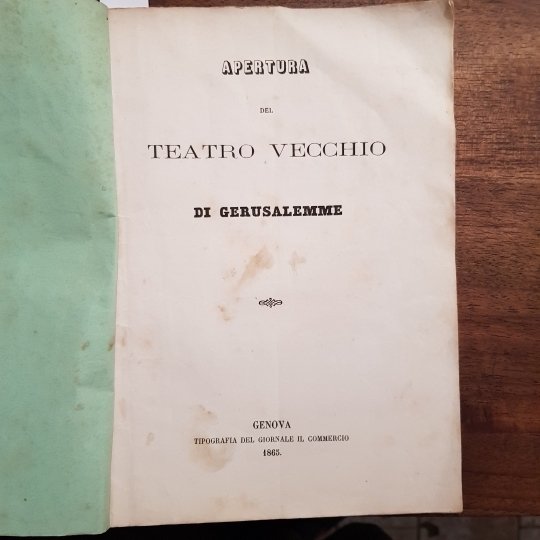 APERTURA
DEL
TEATRO VECCHIO
DI GERUSALEMME
GENOVA
TIPOGRAFIA DEL GIORNALE IL COMMERCIO
1865.